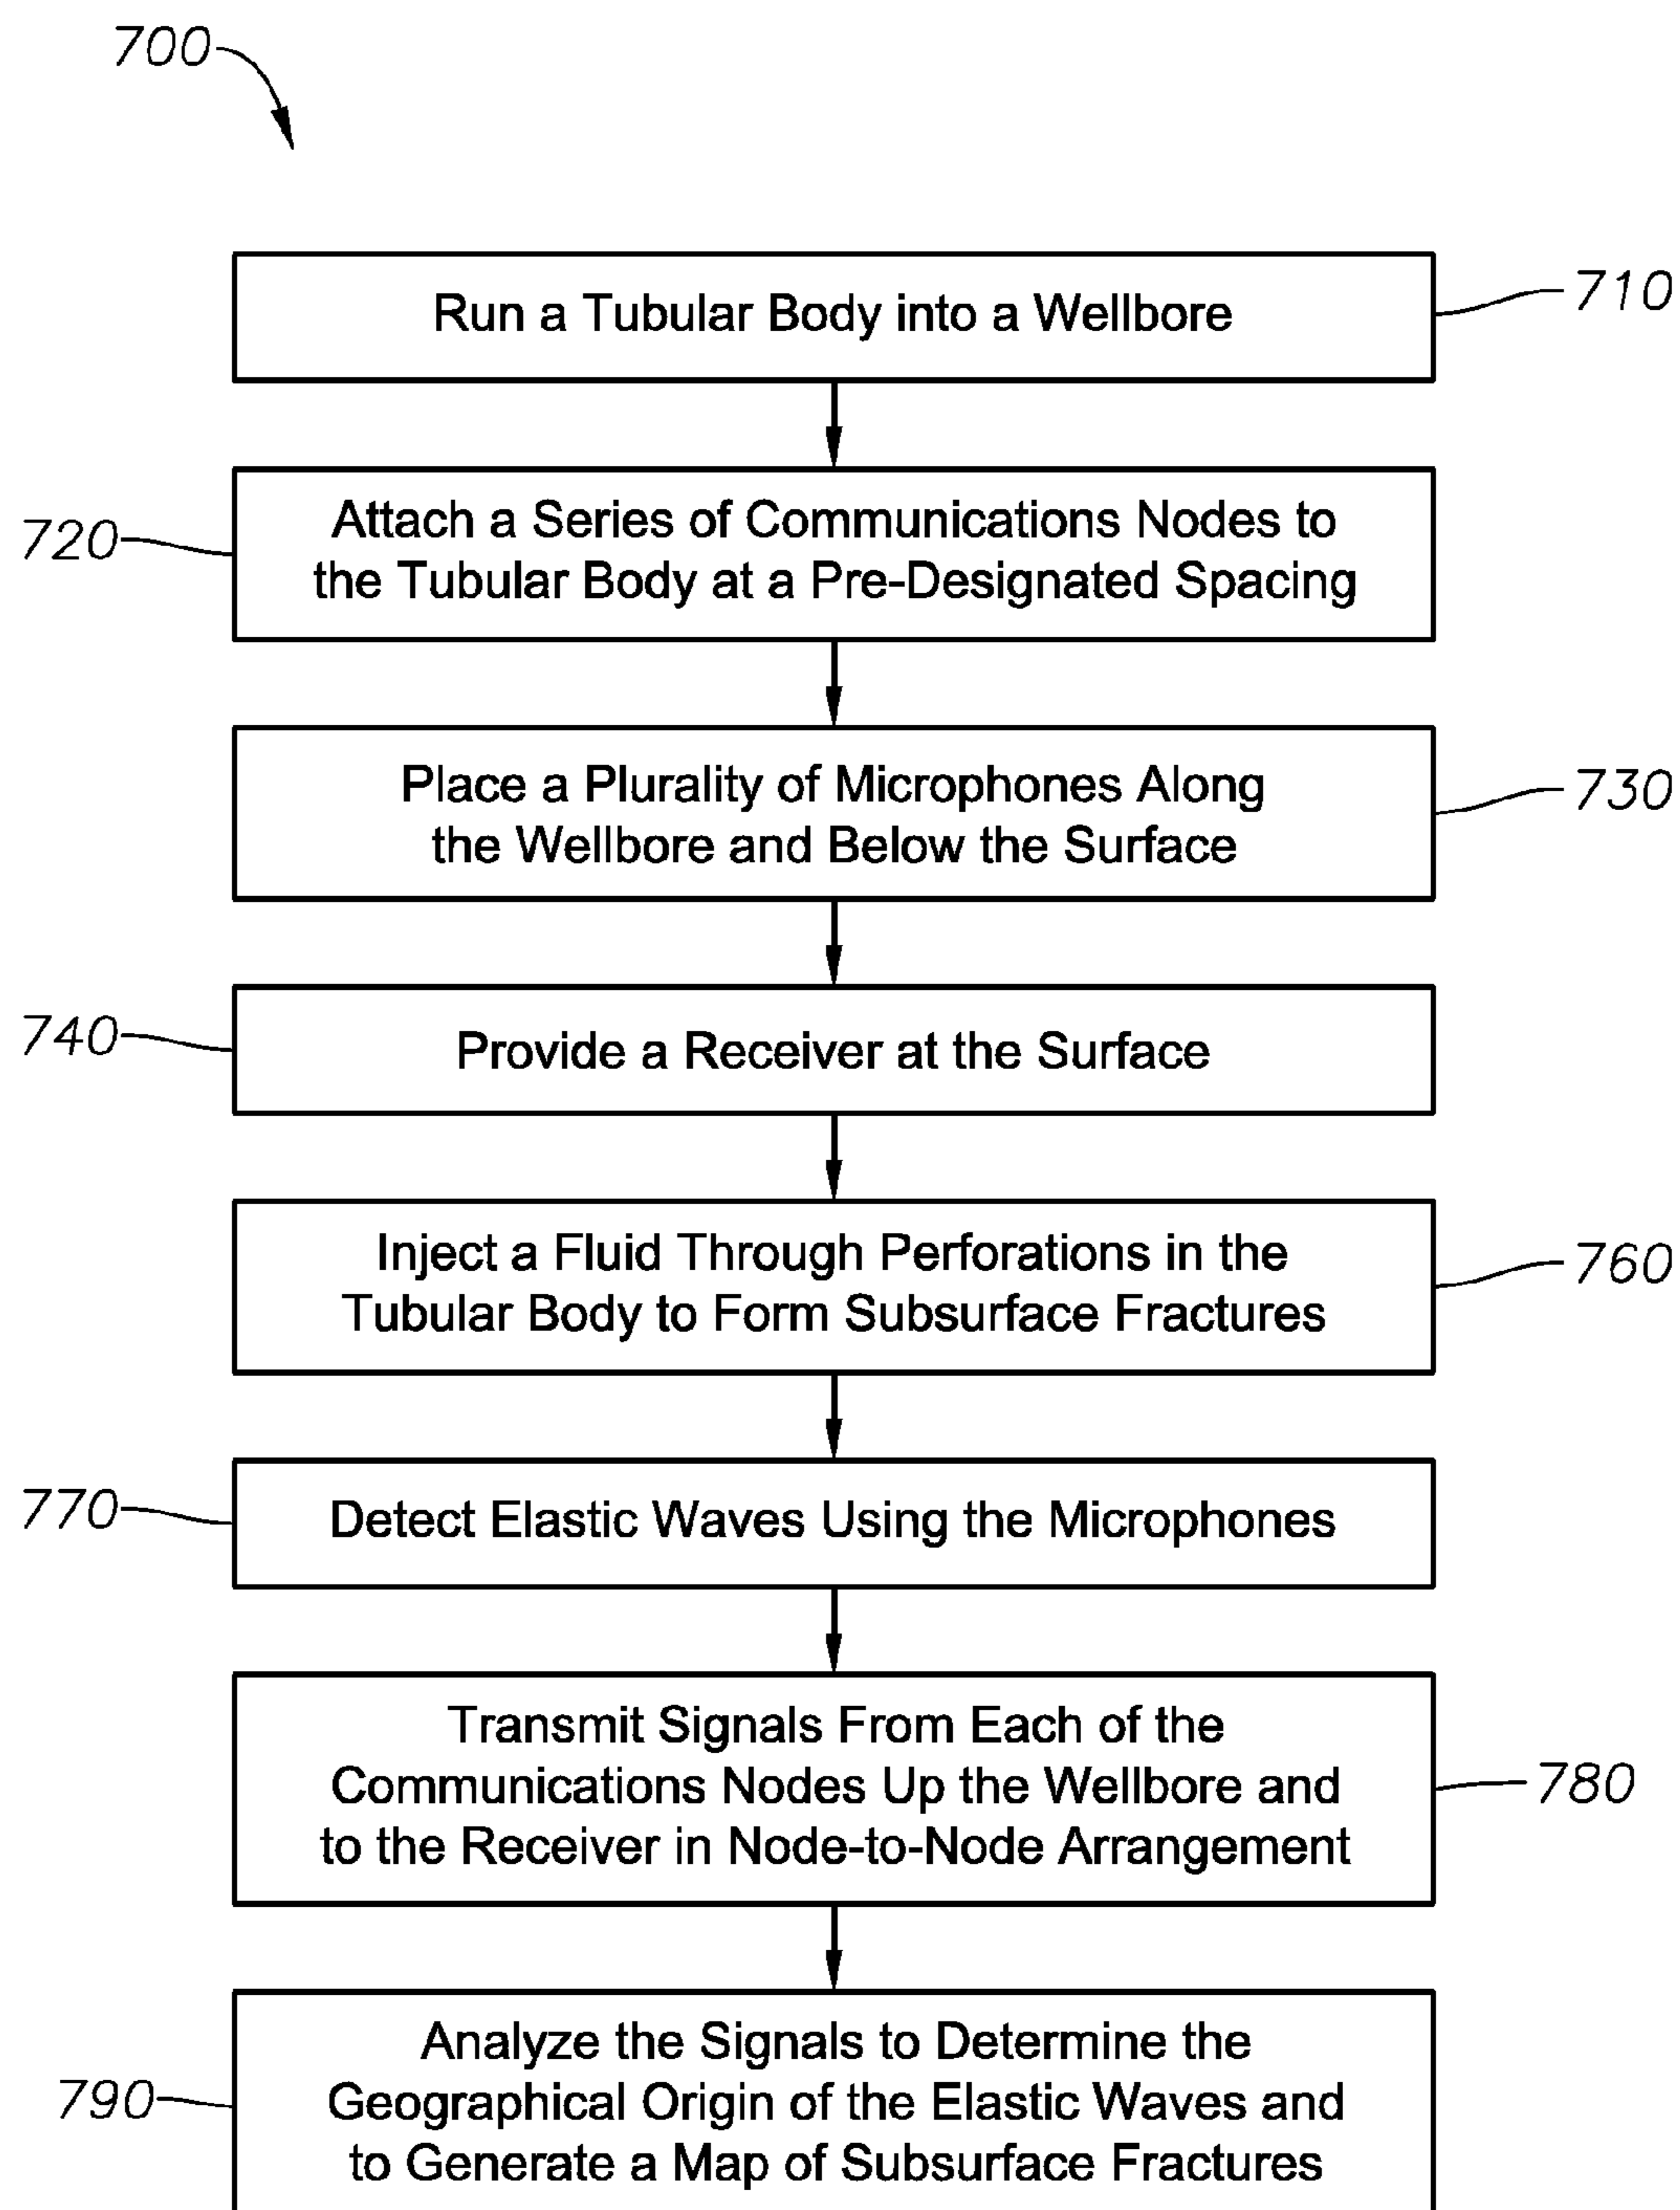 700
Run a Tubular Body into a Wellbore
710
720
Attach a Series of Communications Nodes to
the Tubular Body at a Pre-Designated Spacing
Place a Plurality of Microphones Along
the Wellbore and Below the Surface
730
740
Provide a Receiver at the Surface
Inject a Fluid Through Perforations in the
Tubular Body to Form Subsurface Fractures
760
770
Detect Elastic Waves Using the Microphones
Transmit Signals From Each of the
Communications Nodes Up the Wellbore and
to the Receiver in Node-to-Node Arrangement
780
790
Analyze the Signals to Determine the
Geographical Origin of the Elastic Waves and
to Generate a Map of Subsurface Fractures